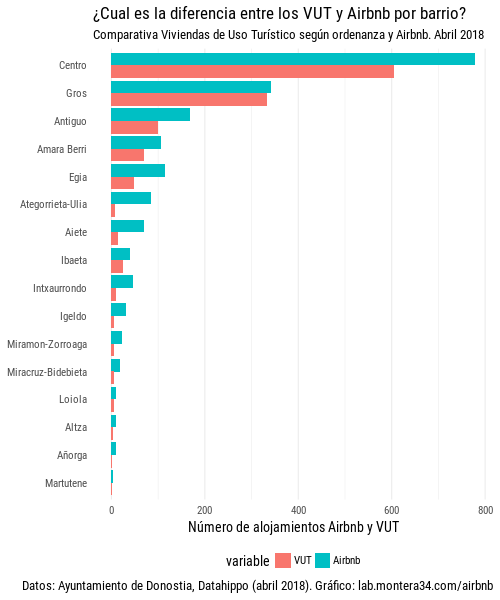 ¿Cual es la diferencia entre los VUT y Airbnb por barrio?
Comparativa Viviendas de Uso Turístico según ordenanza y Airbnb. Abril 2018
Centro
Gros
Antiguo
Amara Berri
Egia
Ategorrieta-Ulia
Aiete
Ibaeta
Intxaurrondo
Igeldo
Miramon-Zorroaga
Miracruz-Bidebieta
Loiola
Altza
Añorga
Martutene
0 200 400 600 800
Número de alojamientos Airbnb y VUT
variable VUT Airbnb
Datos: Ayuntamiento de Donostia, Datahippo (abril 2018). Gráfico: lab.montera34.com/airbnb